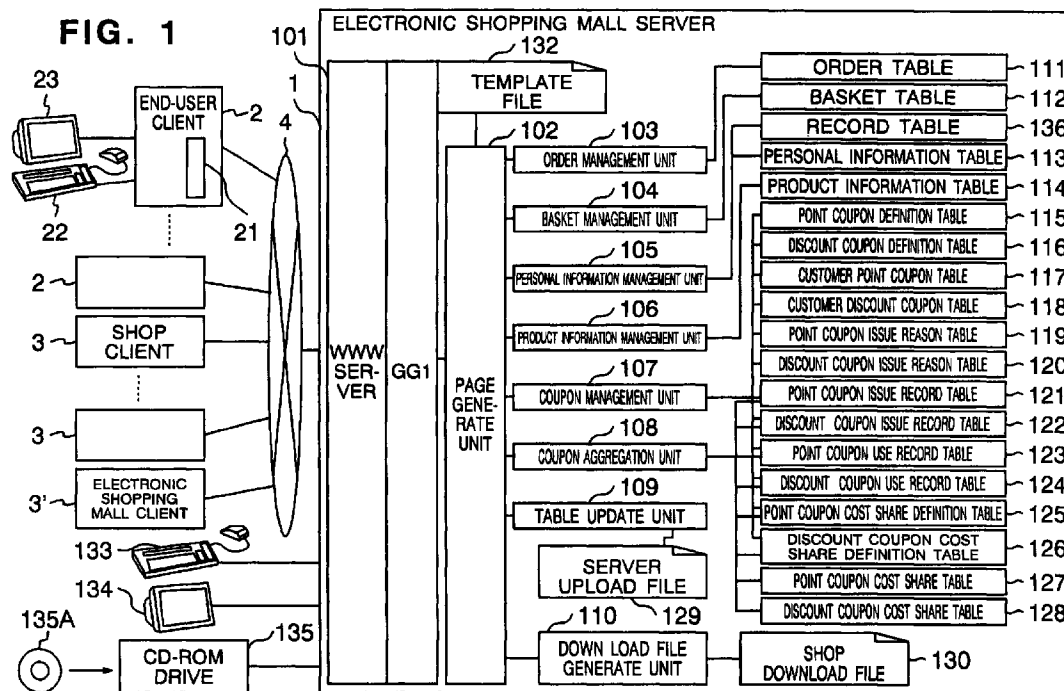 FIG. 1
ELECTRONIC SHOPPING MALL SERVER
101
1
132
TEMPLATE
FILE
23
END-USER
CLIENT
2
4
22
21
2
3
SHOP
CLIENT
3
3'
ELECTRONIC
SHOPPING
MALL CLIENT
133
134
135A
135
CD-ROM
DRIVE
WWW
SER-
VER
GG1
102
PAGE
GENE-
RATE
UNIT
103
ORDER MANAGEMENT UNIT
104
BASKET MANAGEMENT UNIT
105
PERSONAL INFORMATION MANAGEMENT UNIT
106
PRODUCT INFORMATION MANAGEMENT UNIT
107
COUPON MANAGEMENT UNIT
108
COUPON AGGREGATION UNIT
109
TABLE UPDATE UNIT
SERVER
UPLOAD FILE
129
110
DOWN LOAD FILE
GENERATE UNIT
SHOP
DOWNLOAD FILE
130
ORDER TABLE 111
BASKET TABLE 112
RECORD TABLE 136
PERSONAL INFORMATION TABLE 113
PRODUCT INFORMATION TABLE 114
POINT COUPON DEFINITION TABLE 115
DISCOUNT COUPON DEFINITION TABLE 116
CUSTOMER POINT COUPON TABLE 117
CUSTOMER DISCOUNT COUPON TABLE 118
POINT COUPON ISSUE REASON TABLE 119
DISCOUNT COUPON ISSUE REASON TABLE 120
POINT COUPON ISSUE RECORD TABLE 121
DISCOUNT COUPON ISSUE RECORD TABLE 122
POINT COUPON USE RECORD TABLE 123
DISCOUNT COUPON USE RECORD TABLE 124
POINT COUPON COST SHARE DEFINITION TABLE 125
DISCOUNT COUPON COST
SHARE DEFINITION TABLE 126
POINT COUPON COST SHARE TABLE 127
DISCOUNT COUPON COST SHARE TABLE 128